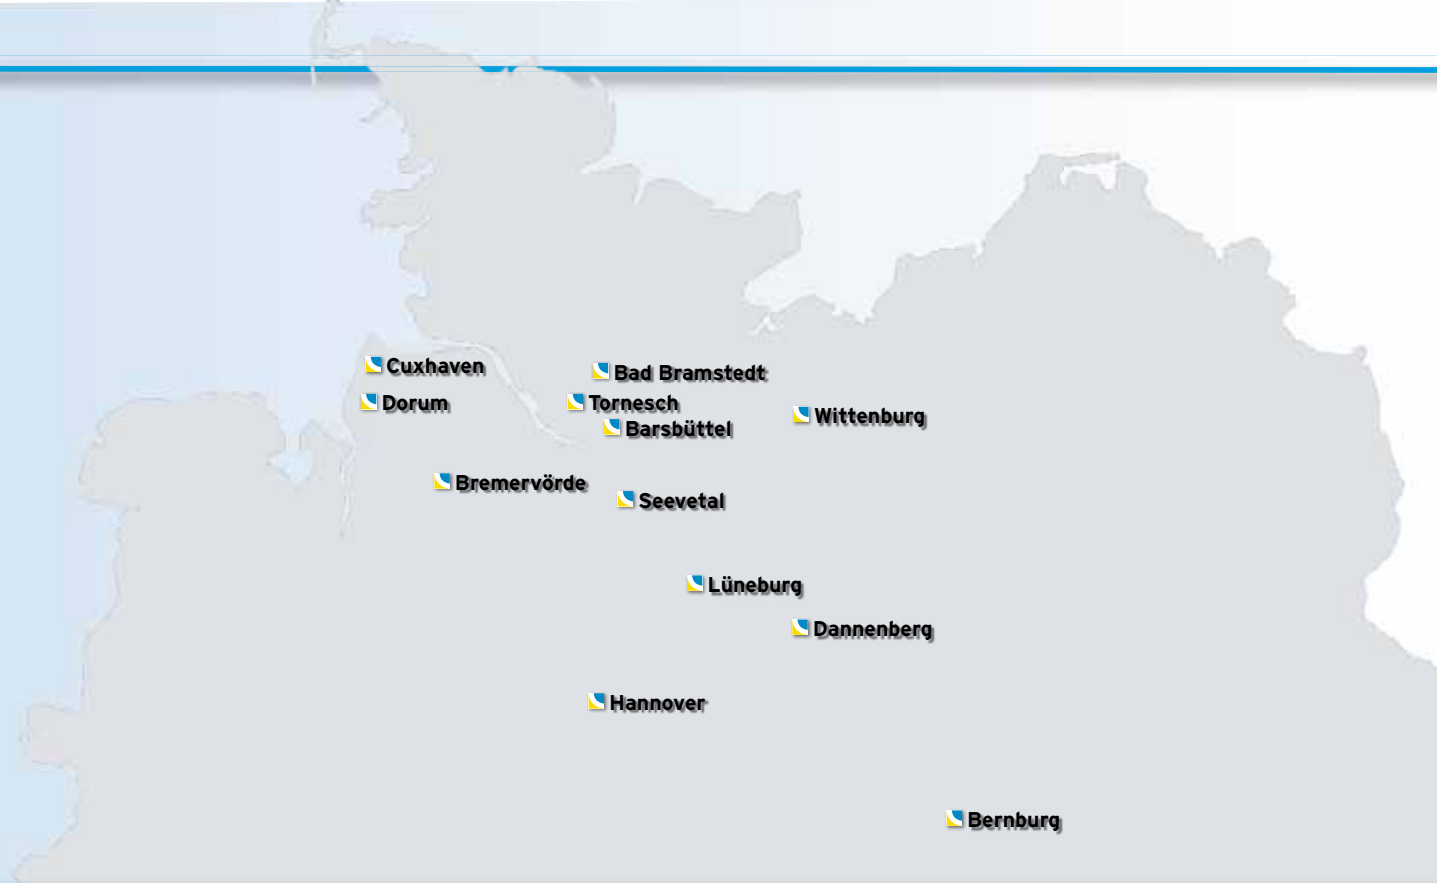 Cuxhaven
Bad Bramstedt
Dorum
Tornesch
Wittenburg
Barsbüttel
Bremervörde
Seevetal
Lüneburg
Dannenberg
Hannover
Bernburg